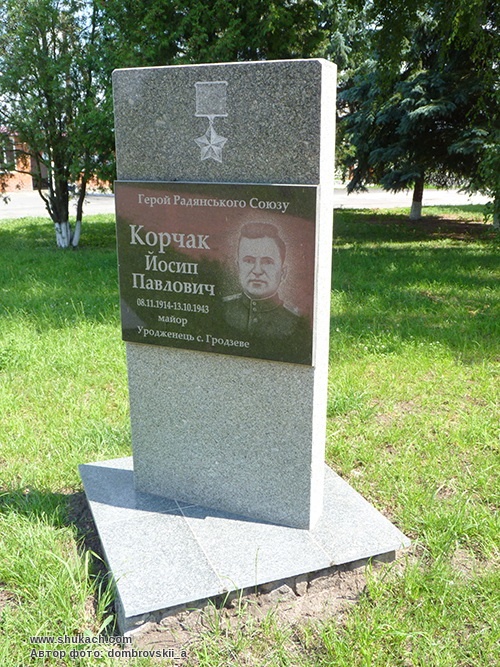 Герой Радянського Союзу
Корчак
Йосип
Павлович
08.11.1914-13.10.1943
майор
Уродженець с. Гродзеве
www.shukach.com
Автор фото: dombrovskii_a